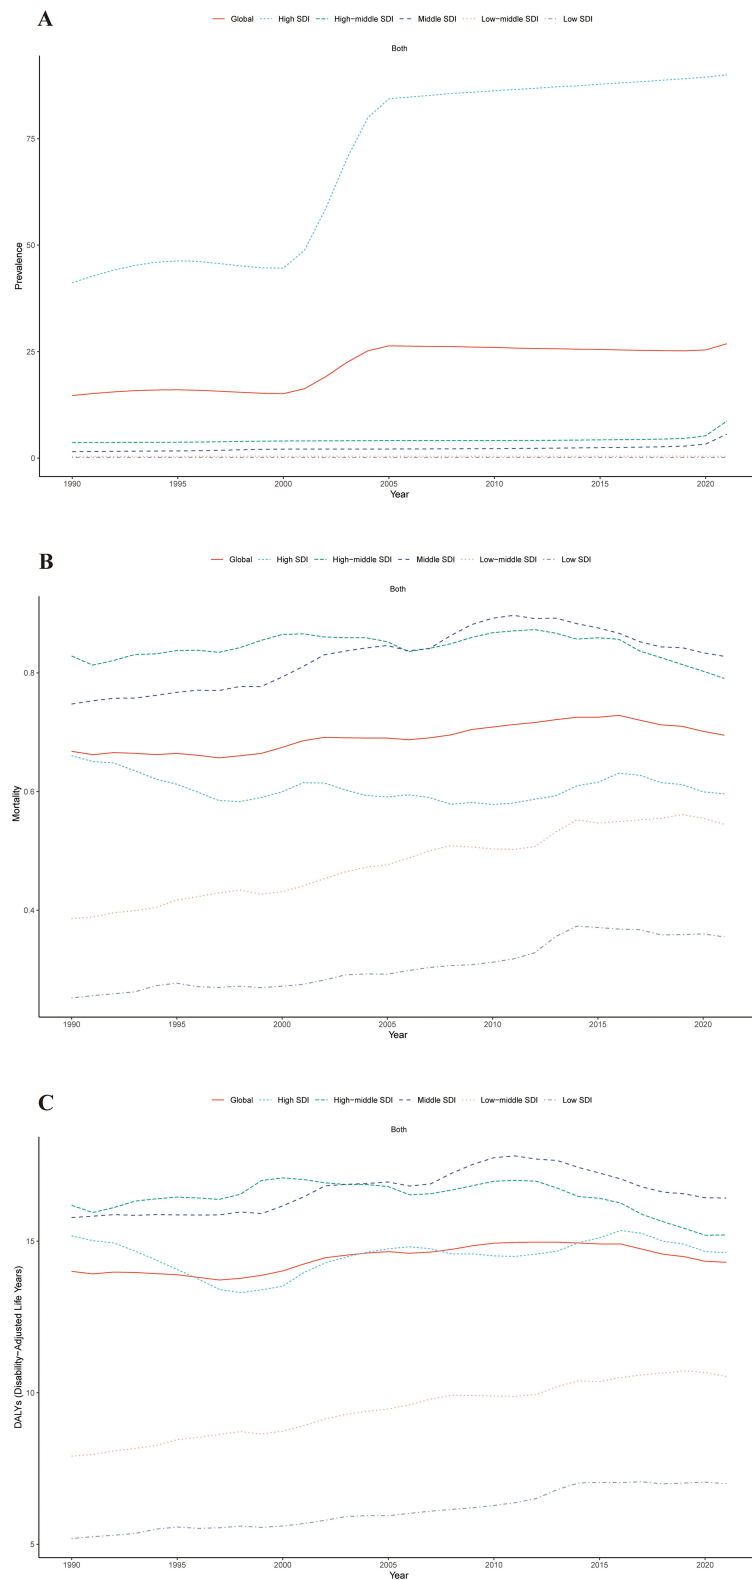 A
Global High SDI High-middle SDI Middle SDI Low-middle SDI Low SDI
Both
Prevalence
75
50
25
0
1990 1995 2000 2005 2010 2015 2020
Year
B
Global High SDI High-middle SDI Middle SDI Low-middle SDI Low SDI
Both
Mortality
0.8
0.6
0.4
1990 1995 2000 2005 2010 2015 2020
Year
C
Global High SDI High-middle SDI Middle SDI Low-middle SDI Low SDI
Both
DALYs (Disability-Adjusted Life Years)
15
10
5
1990 1995 2000 2005 2010 2015 2020
Year